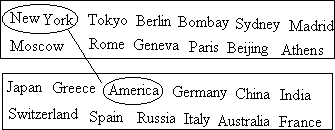 New York Tokyo Berlin Bombay Sydney Madrid
Moscow Rome Geneva Paris Beijing Athens
Japan Greece America Germany China India
Switzerland Spain Russia Italy Australia France